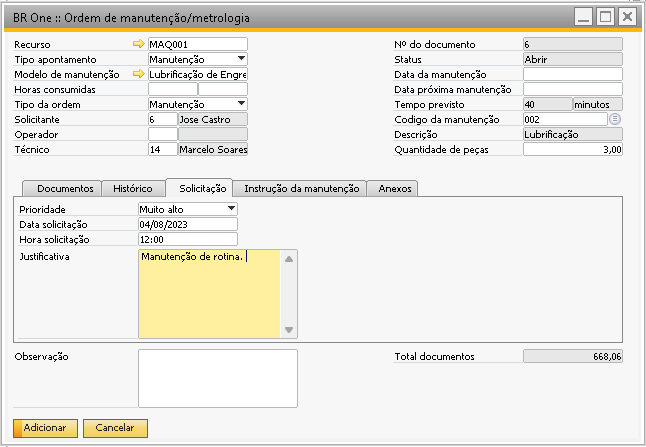 BR One :: Ordem de manutenção/metrologia
Recurso MAQ001 Nº do documento 6
Tipo apontamento Manutenção Status Abrir
Modelo de manutenção Lubrificação de Engre Data da manutenção
Horas consumidas Data próxima manutenção
Tipo da ordem Manutenção Tempo previsto 40 minutos
Solicitante 6 Jose Castro Codigo da manutenção 002
Operador Descrição Lubrificação
Técnico 14 Marcelo Soares Quantidade de peças 3,00
Documentos Histórico Solicitação Instrução da manutenção Anexos
Prioridade Muito alto
Data solicitação 04/08/2023
Hora solicitação 12:00
Justificativa Manutenção de rotina.
Observação Total documentos 668,06
Adicionar Cancelar